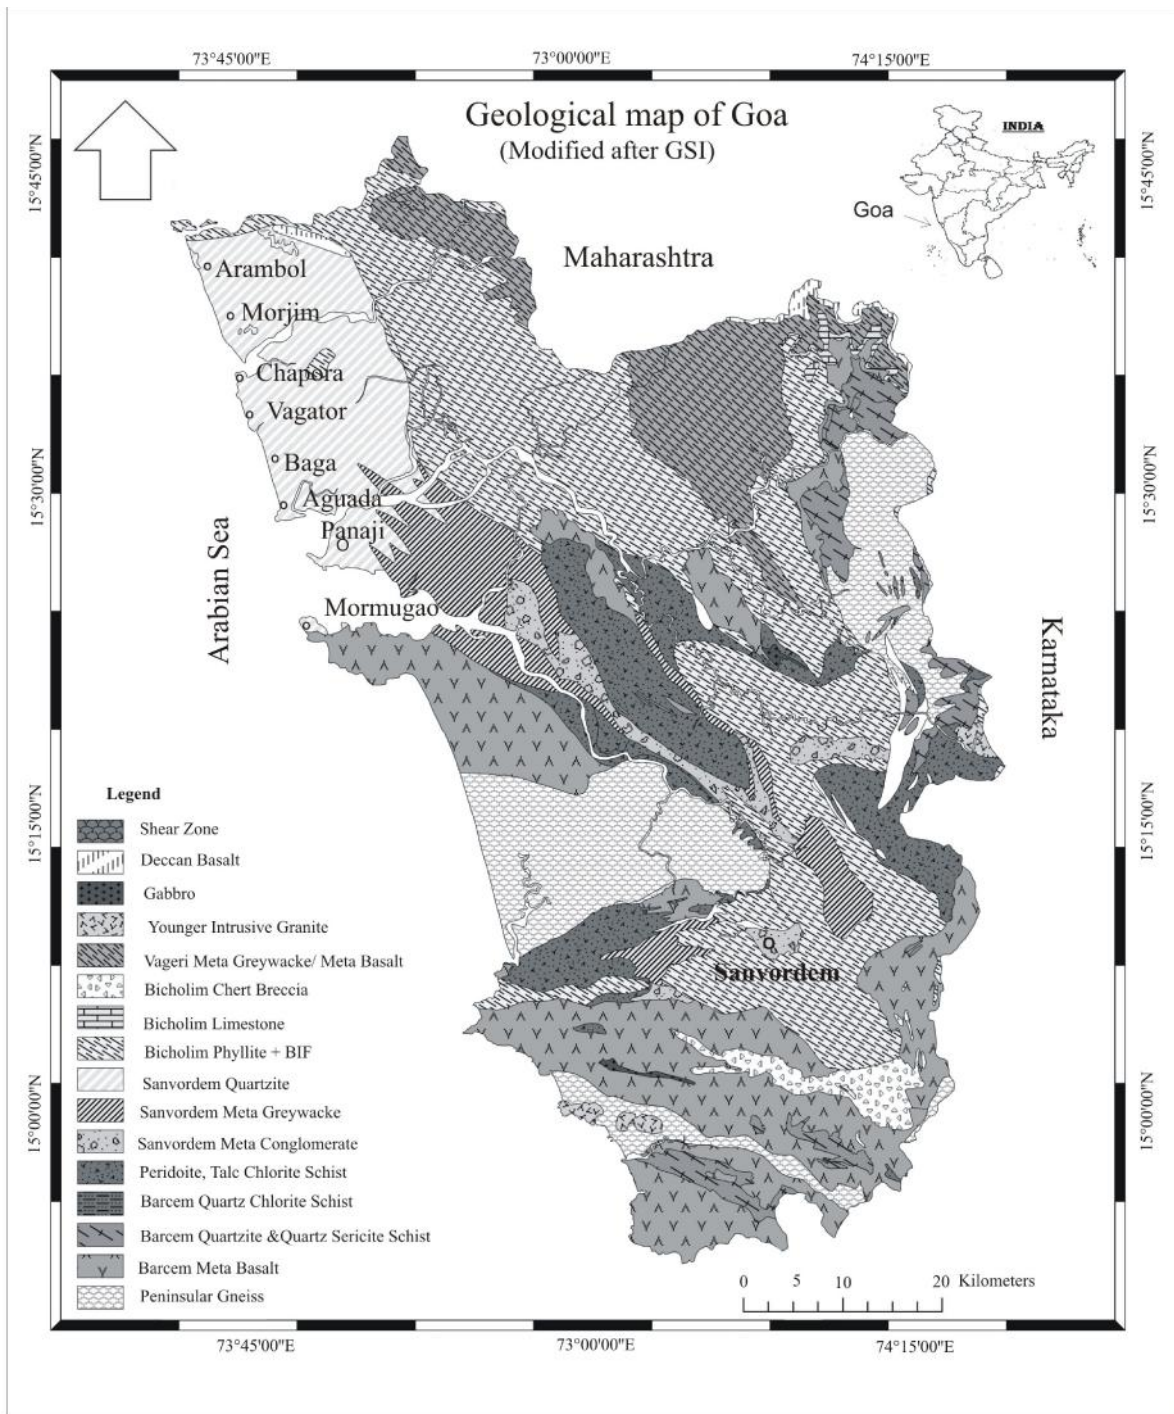 73°45'00"E
73°00'00"E
74°15'00"E
Geological map of Goa
(Modified after GSI)
INDIA
Goa
15°45'00"N
15°45'00"N
Maharashtra
Arambol
Morjim
Chapora
Vagator
Baga
Aguada
Panaji
Mormugao
15°30'00"N
15°30'00"N
Arabian Sea
Karnataka
15°15'00"N
15°15'00"N
Sanvordem
15°00'00"N
15°00'00"N
Legend
Shear Zone
Deccan Basalt
Gabbro
Younger Intrusive Granite
Vageri Meta Greywacke/ Meta Basalt
Bicholim Chert Breccia
Bicholim Limestone
Bicholim Phyllite + BIF
Sanvordem Quartzite
Sanvordem Meta Greywacke
Sanvordem Meta Conglomerate
Peridoite, Talc Chlorite Schist
Barcem Quartz Chlorite Schist
Barcem Quartzite &Quartz Sericite Schist
Barcem Meta Basalt
Peninsular Gneiss
0 5 10 20 Kilometers
73°45'00"E
73°00'00"E
74°15'00"E